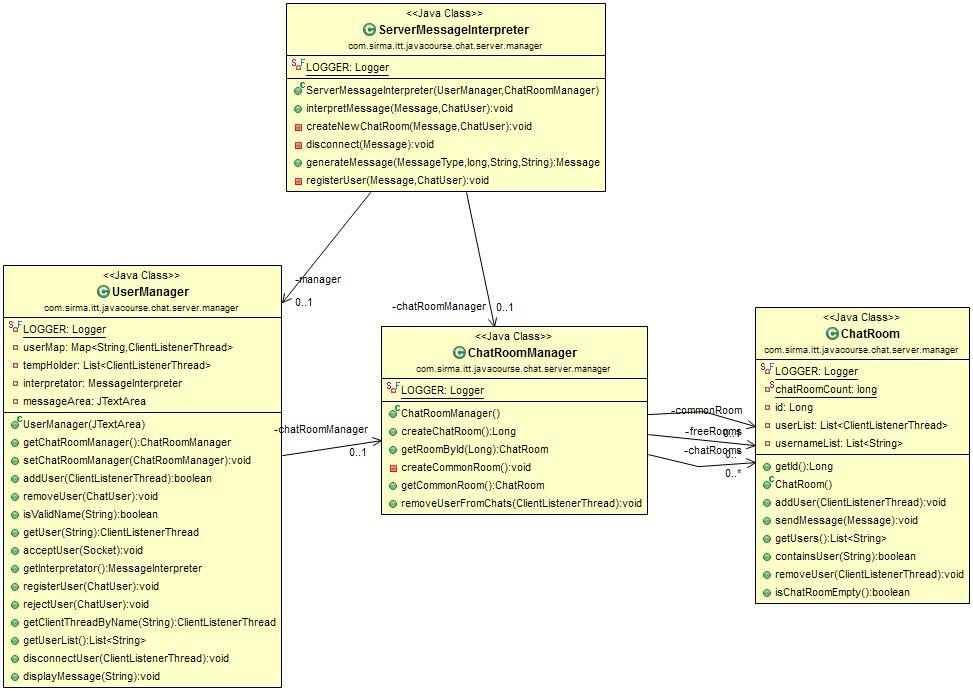 <<Java Class>>
ServerMessageInterpreter
com.sirma.itt.javacourse.chat.server.manager
LOGGER: Logger
ServerMessageInterpreter(UserManager,ChatRoomManager)
interpretMessage(Message,ChatUser):void
createNewChatRoom(Message,ChatUser):void
disconnect(Message):void
generateMessage(MessageType,long,String,String):Message
registerUser(Message,ChatUser):void
-manager
0..1
-chatRoomManager
0..1
<<Java Class>>
UserManager
com.sirma.itt.javacourse.chat.server.manager
LOGGER: Logger
userMap: Map<String,ClientListenerThread>
tempHolder: List<ClientListenerThread>
interpretator: MessageInterpreter
messageArea: JTextArea
UserManager(JTextArea)
getChatRoomManager():ChatRoomManager
setChatRoomManager(ChatRoomManager):void
addUser(ClientListenerThread):boolean
removeUser(ChatUser):void
isValidName(String):boolean
getUser(String):ClientListenerThread
acceptUser(Socket):void
getInterpretator():MessageInterpreter
registerUser(ChatUser):void
rejectUser(ChatUser):void
getClientThreadByName(String):ClientListenerThread
getUserList():List<String>
disconnectUser(ClientListenerThread):void
displayMessage(String):void
-chatRoomManager
0..1
<<Java Class>>
ChatRoomManager
com.sirma.itt.javacourse.chat.server.manager
LOGGER: Logger
ChatRoomManager()
createChatRoom():Long
getRoomById(Long):ChatRoom
createCommonRoom():void
getCommonRoom():ChatRoom
removeUserFromChats(ClientListenerThread):void
-commonRoom
-freeRooms
-chatRooms
0..*
<<Java Class>>
ChatRoom
com.sirma.itt.javacourse.chat.server.manager
LOGGER: Logger
chatRoomCount: long
id: Long
userList: List<ClientListenerThread>
usernameList: List<String>
getId():Long
ChatRoom()
addUser(ClientListenerThread):void
sendMessage(Message):void
getUsers():List<String>
containsUser(String):boolean
removeUser(ClientListenerThread):void
isChatRoomEmpty():boolean